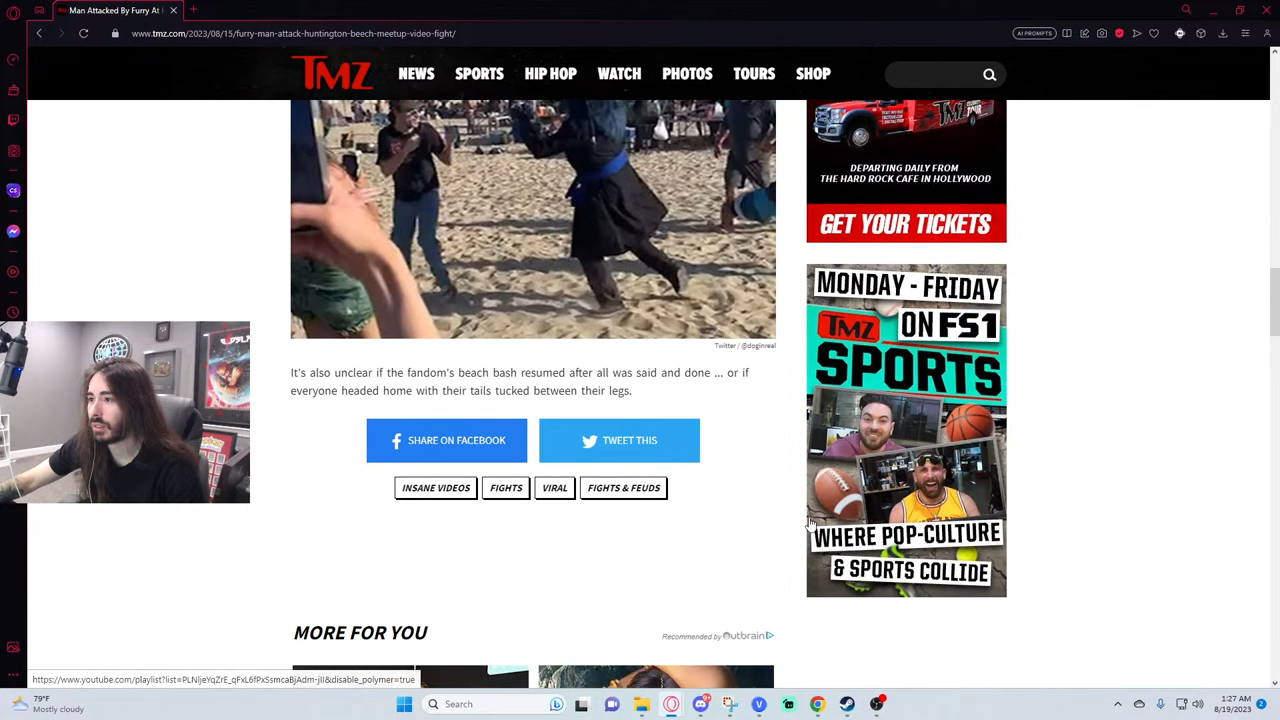 Man Attacked By Furry At
www.tmz.com/2023/08/15/furry-man-attack-huntington-beach-meetup-video-fight/
AI PROMPTS
TMZ
NEWS
SPORTS
HIP HOP
WATCH
PHOTOS
TOURS
SHOP
TMZ
DEPARTING DAILY FROM
THE HARD ROCK CAFE IN HOLLYWOOD
GET YOUR TICKETS
MONDAY - FRIDAY
TMZ ON FS1
SPORTS
WHERE POP-CULTURE
& SPORTS COLLIDE
Twitter / @doginreal
It's also unclear if the fandom's beach bash resumed after all was said and done ... or if
everyone headed home with their tails tucked between their legs.
SHARE ON FACEBOOK
TWEET THIS
INSANE VIDEOS
FIGHTS
VIRAL
FIGHTS & FEUDS
MORE FOR YOU
Recommended by Outbrain
https://www.youtube.com/playlist?list=PLNljeYqZrE_qFxL6fPxSsmcaBjAdm-jlI&disable_polymer=true
79°F
Mostly cloudy
Search
9+
1:27 AM
8/19/2023